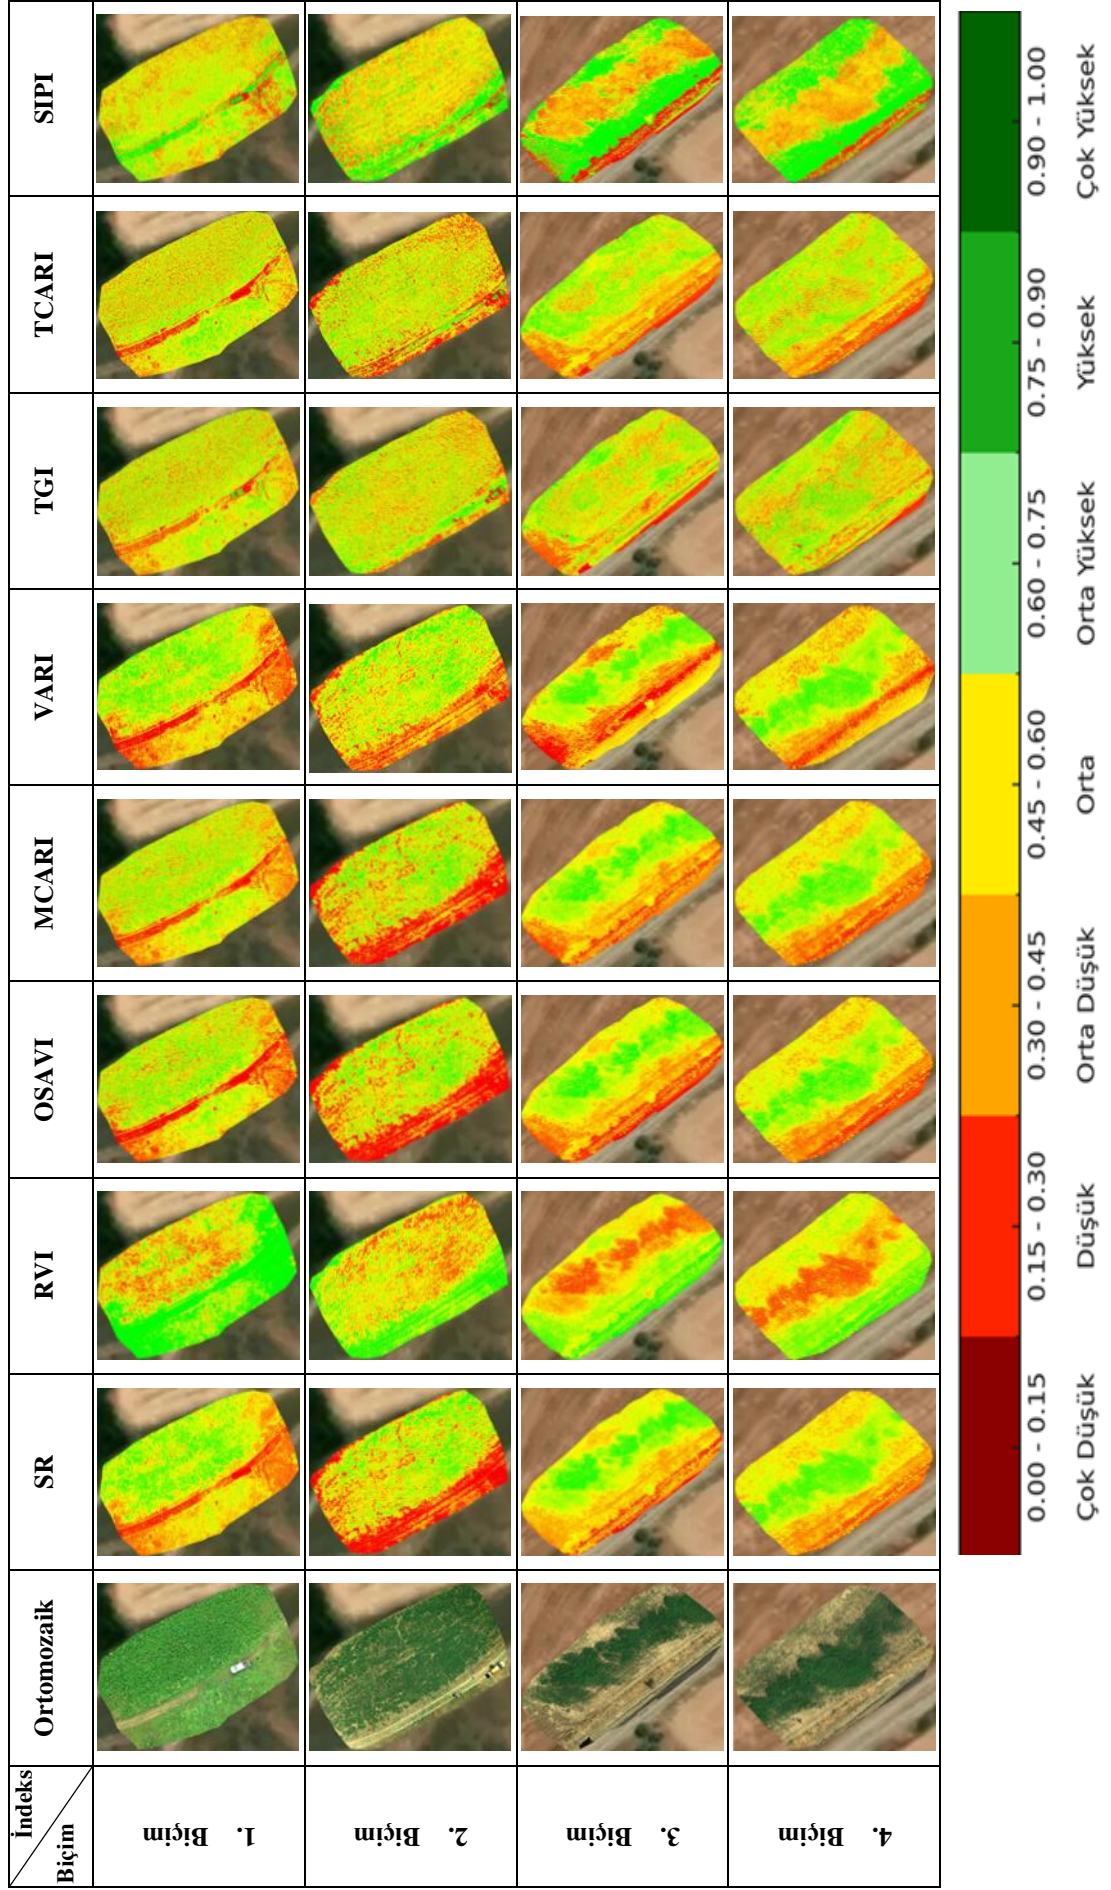 İndeks
Biçim
Ortomozaik
SR
RVI
OSAVI
MCARI
VARI
TGI
TCARI
SIPI
1. Biçim
2. Biçim
3. Biçim
4. Biçim
0.00 - 0.15
0.15 - 0.30
0.30 - 0.45
0.45 - 0.60
0.60 - 0.75
0.75 - 0.90
0.90 - 1.00
Çok Düşük
Düşük
Orta Düşük
Orta
Orta Yüksek
Yüksek
Çok Yüksek